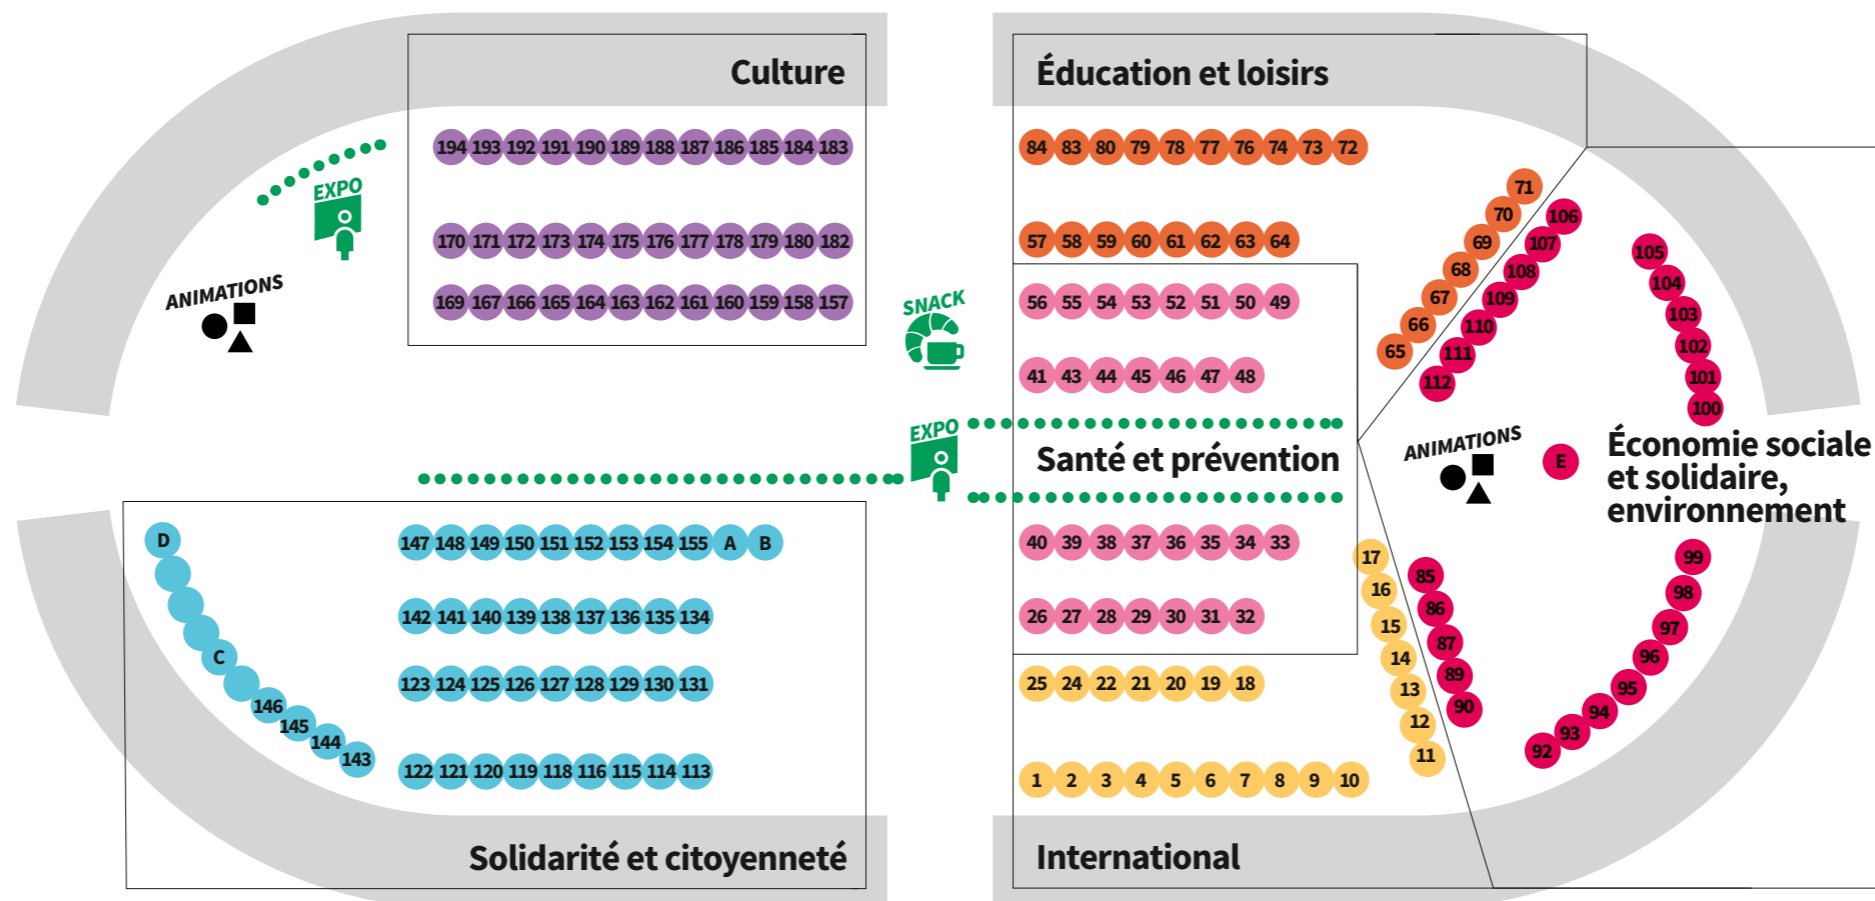 Culture
194 193 192 191 190 189 188 187 186 185 184 183
EXPO
170 171 172 173 174 175 176 177 178 179 180 182
ANIMATIONS
169 167 166 165 164 163 162 161 160 159 158 157
SNACK
EXPO
Éducation et loisirs
84 83 80 79 78 77 76 74 73 72
57 58 59 60 61 62 63 64
71
70
69
68
67
66
65
106
107
108
109
110
111
112
105
104
103
102
101
100
56 55 54 53 52 51 50 49
41 43 44 45 46 47 48
Santé et prévention
40 39 38 37 36 35 34 33
26 27 28 29 30 31 32
ANIMATIONS
E
Économie sociale
et solidaire,
environnement
99
98
97
96
95
94
93
92
85
86
87
89
90
17
16
15
14
13
12
11
25 24 22 21 20 19 18
1 2 3 4 5 6 7 8 9 10
International
D
C
146
145
144
143
147 148 149 150 151 152 153 154 155 A B
142 141 140 139 138 137 136 135 134
123 124 125 126 127 128 129 130 131
122 121 120 119 118 116 115 114 113
Solidarité et citoyenneté